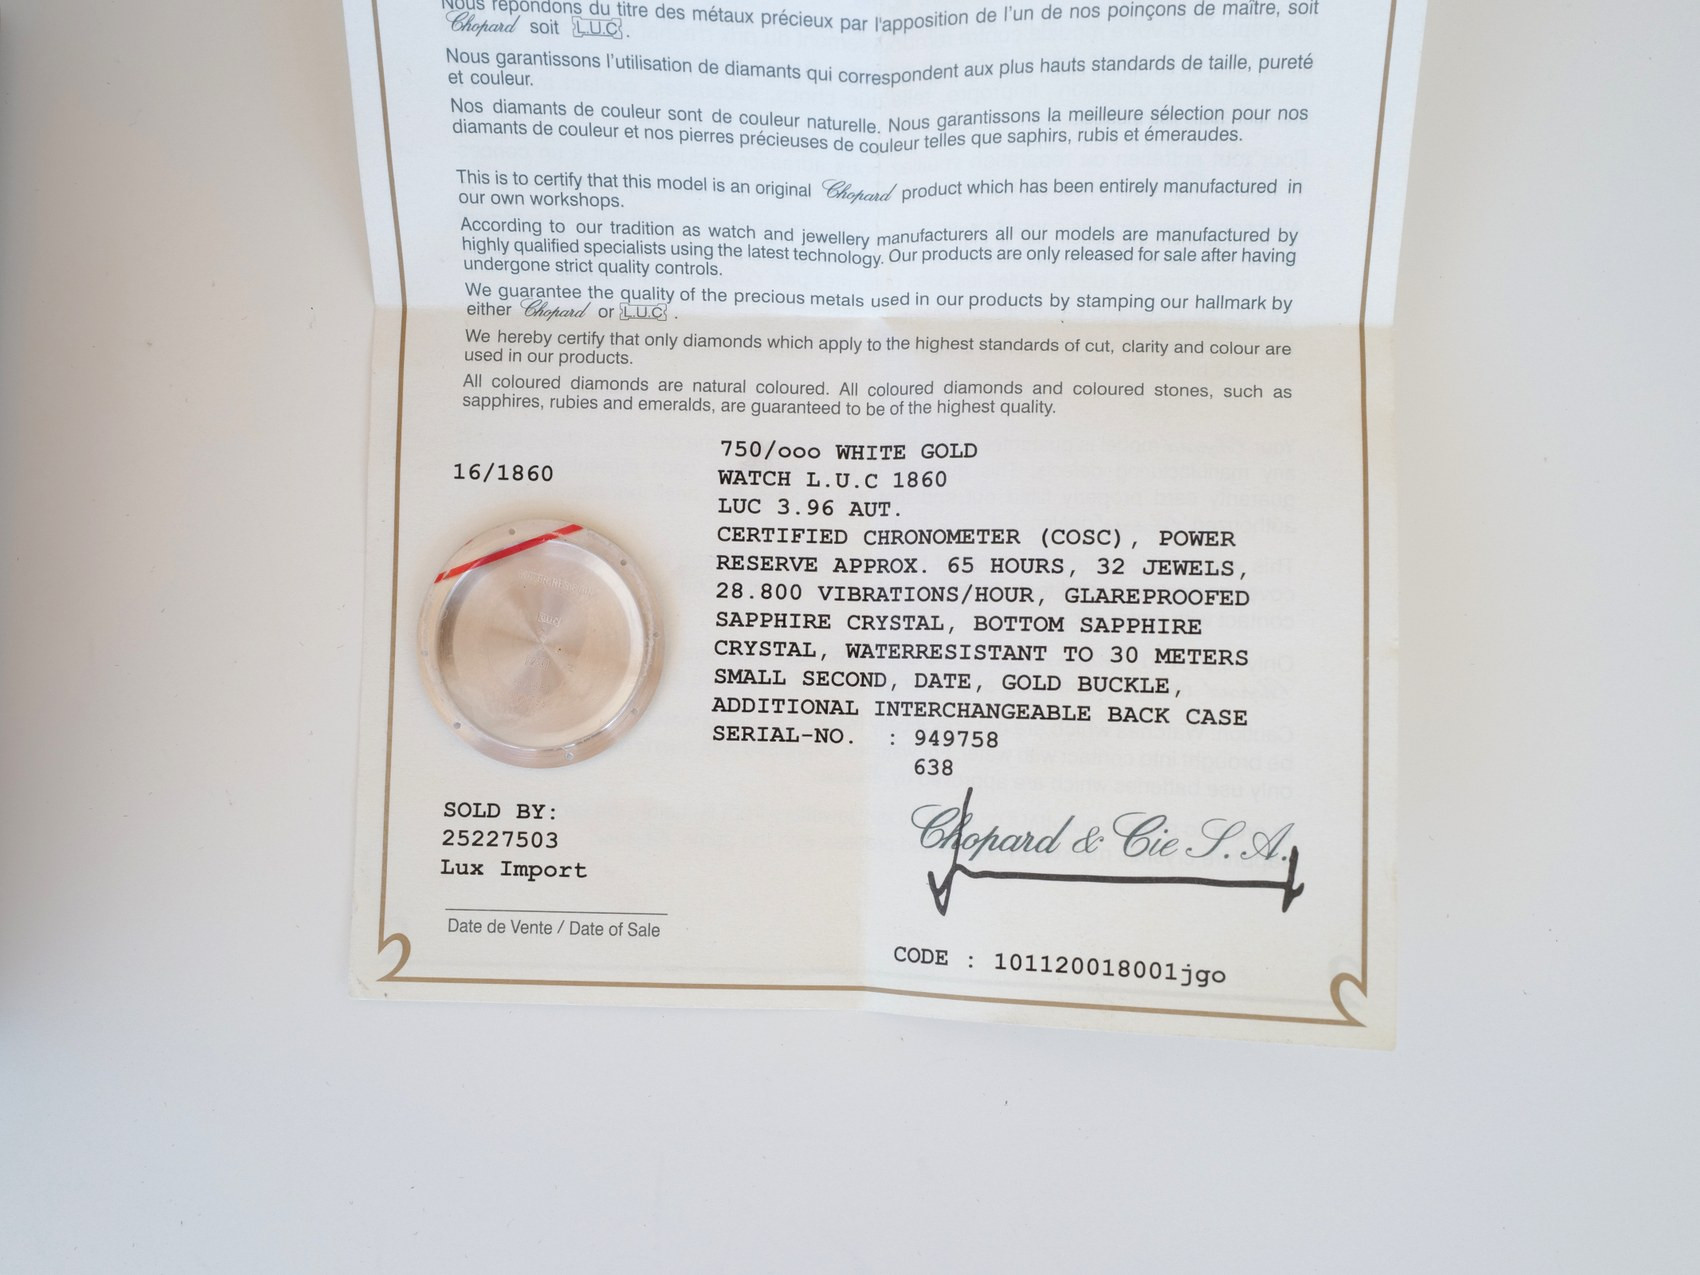 Nous répondons du titre des métaux précieux par l'apposition de l'un de nos poinçons de maître, soit
Chopard soit L.U.C .
Nous garantissons l'utilisation de diamants qui correspondent aux plus hauts standards de taille, pureté
et couleur.
Nos diamants de couleur sont de couleur naturelle. Nous garantissons la meilleure sélection pour nos
diamants de couleur et nos pierres précieuses de couleur telles que saphirs, rubis et émeraudes.
This is to certify that this model is an original Chopard product which has been entirely manufactured in
our own workshops.
According to our tradition as watch and jewellery manufacturers all our models are manufactured by
highly qualified specialists using the latest technology. Our products are only released for sale after having
undergone strict quality controls.
We guarantee the quality of the precious metals used in our products by stamping our hallmark by
either Chopard or L.U.C .
We hereby certify that only diamonds which apply to the highest standards of cut, clarity and colour are
used in our products.
All coloured diamonds are natural coloured. All coloured diamonds and coloured stones, such as
sapphires, rubies and emeralds, are guaranteed to be of the highest quality.
16/1860
750/ooo WHITE GOLD
WATCH L.U.C 1860
LUC 3.96 AUT.
CERTIFIED CHRONOMETER (COSC), POWER
RESERVE APPROX. 65 HOURS, 32 JEWELS,
28.800 VIBRATIONS/HOUR, GLAREPROOFED
SAPPHIRE CRYSTAL, BOTTOM SAPPHIRE
CRYSTAL, WATERRESISTANT TO 30 METERS
SMALL SECOND, DATE, GOLD BUCKLE,
ADDITIONAL INTERCHANGEABLE BACK CASE
SERIAL-NO. : 949758
638
SOLD BY:
25227503
Lux Import
Date de Vente / Date of Sale
Chopard & Cie S. A.
CODE : 101120018001jgo